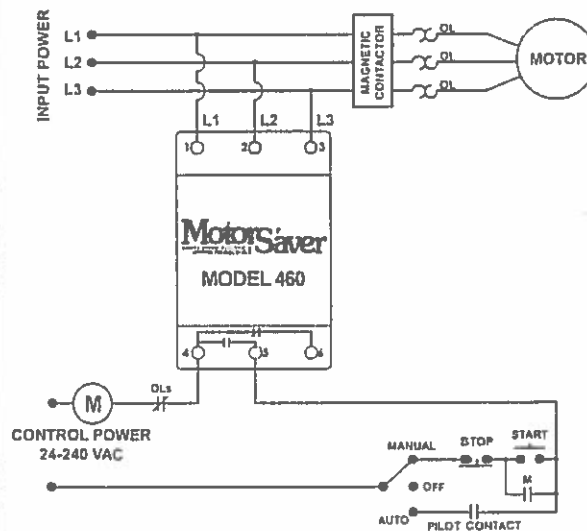 INPUT POWER
L1
L2
L3
MAGNETIC
CONTACTOR
OL
OL
OL
MOTOR
L1
L2
L3
1
2
3
MotorSaver
MODEL 460
4
5
6
M
OLs
CONTROL POWER
24-240 VAC
MANUAL
STOP
START
M
OFF
AUTO
PILOT CONTACT